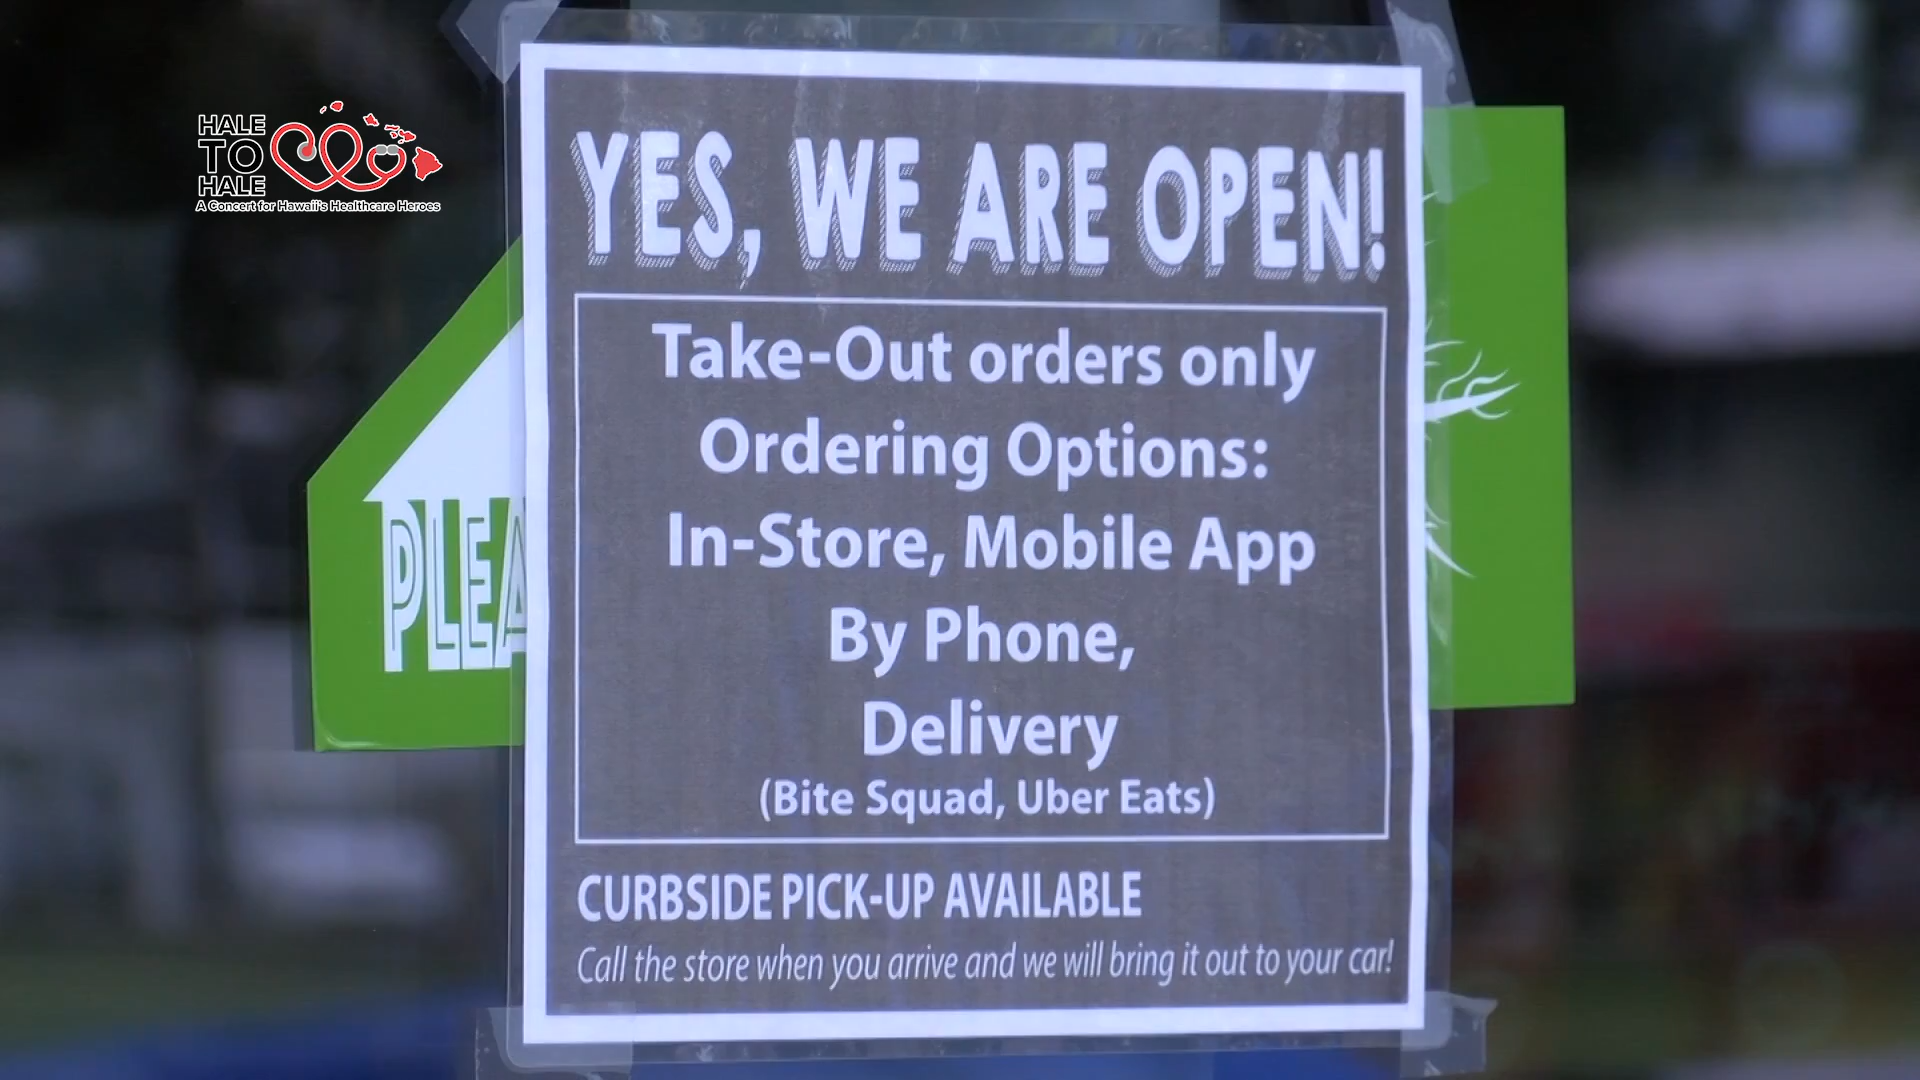 HALE
TO
HALE
A Concert for Hawaii's Healthcare Heroes
YES, WE ARE OPEN!
Take-Out orders only
Ordering Options:
In-Store, Mobile App
By Phone,
Delivery
(Bite Squad, Uber Eats)
CURBSIDE PICK-UP AVAILABLE
Call the store when you arrive and we will bring it out to your car!
PLEA